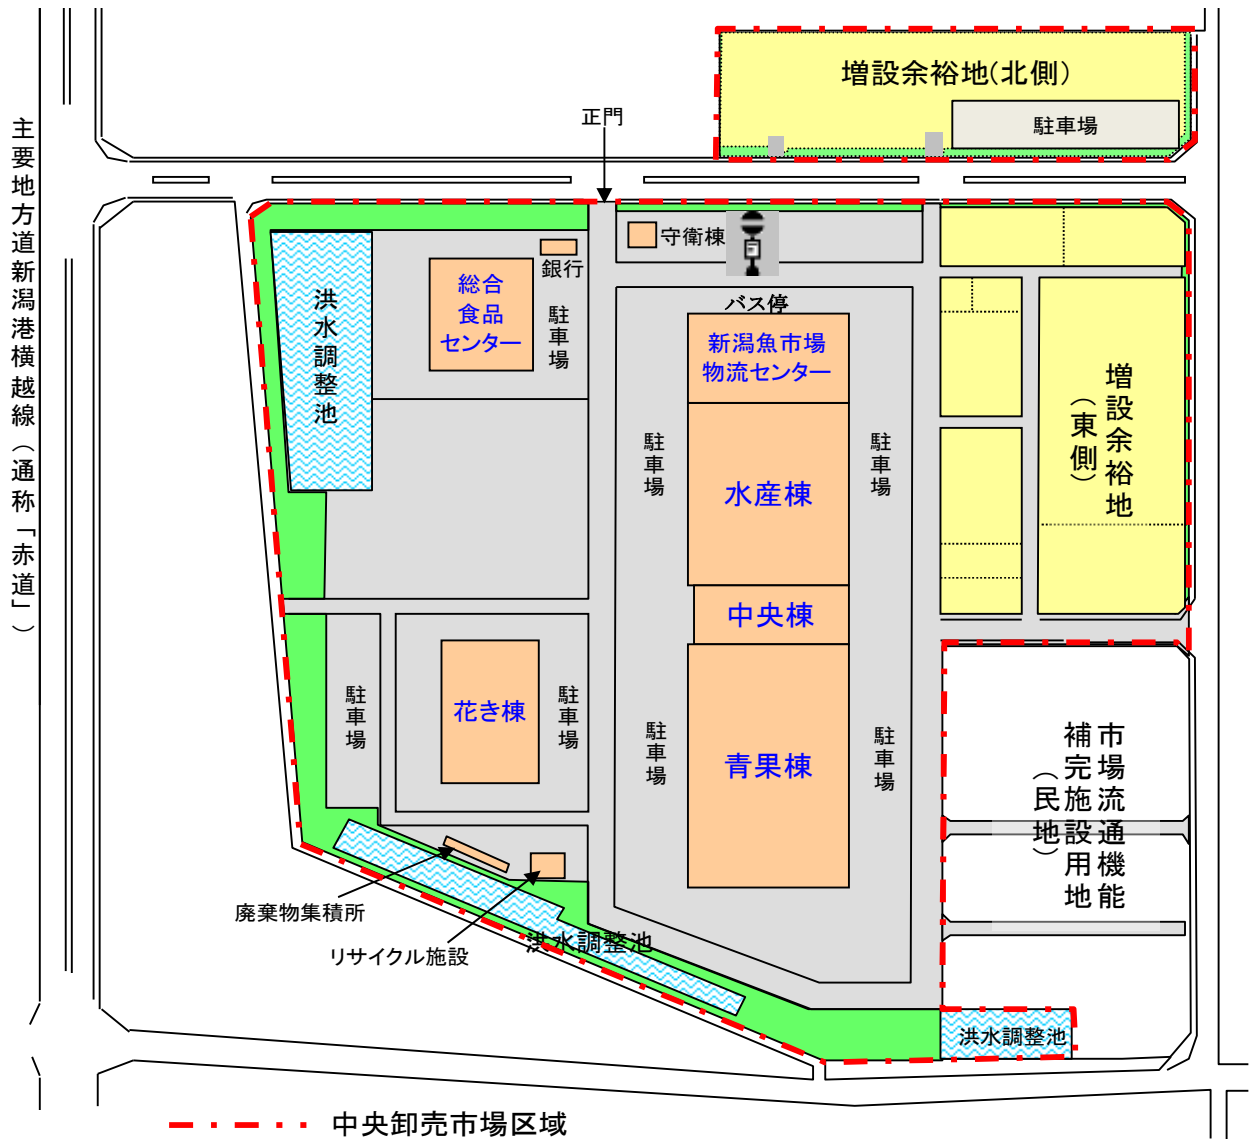 増設余裕地(北側)
駐車場
正門
主要地方道新潟港横越線(通称「赤道」)
守衛棟
銀行
バス停
総合
食品
センター
駐車場
洪水調整池
新潟魚市場
物流センター
増設余裕地
(東側)
駐車場
駐車場
水産棟
中央棟
花き棟
駐車場
駐車場
青果棟
駐車場
駐車場
市場流通機能
補完施設用地
(民地)
廃棄物集積所
リサイクル施設
洪水調整池
洪水調整池
中央卸売市場区域